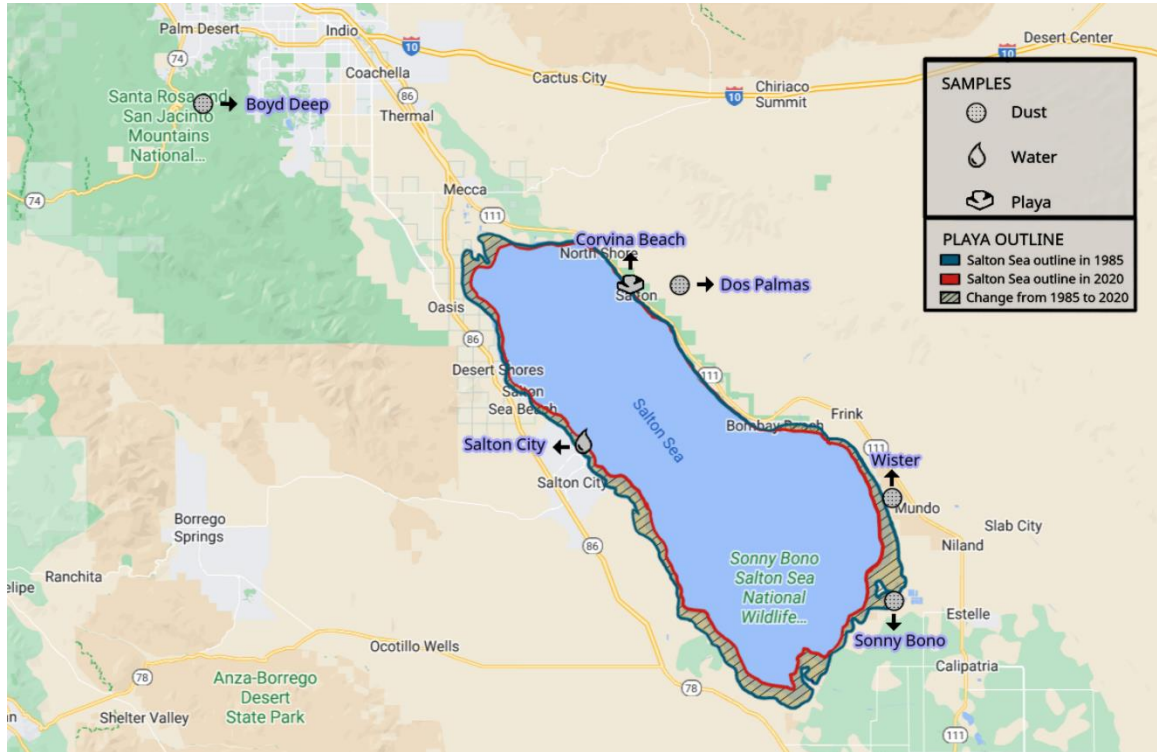 Palm Desert
Indio
10
Desert Center
10
74
Coachella
Cactus City
Chiriaco
Summit
10
86
Santa Rosa and
San Jacinto
Mountains
National...
Boyd Deep
Thermal
SAMPLES
Dust
Water
Playa
PLAYA OUTLINE
Salton Sea outline in 1985
Salton Sea outline in 2020
Change from 1985 to 2020
74
Mecca
111
111
Corvina Beach
North Shore
Salton
Dos Palmas
Oasis
86
Desert Shores
Salton
Sea Beach
111
Salton Sea
Bombay Beach
Frink
111
Salton City
Salton City
Wister
Mundo
Slab City
Niland
Borrego
Springs
86
Ranchita
elipe
Sonny Bono
Salton Sea
National
Wildlife...
Estelle
Sonny Bono
Calipatria
Ocotillo Wells
78
78
Anza-Borrego
Desert
State Park
Shelter Valley
an
111